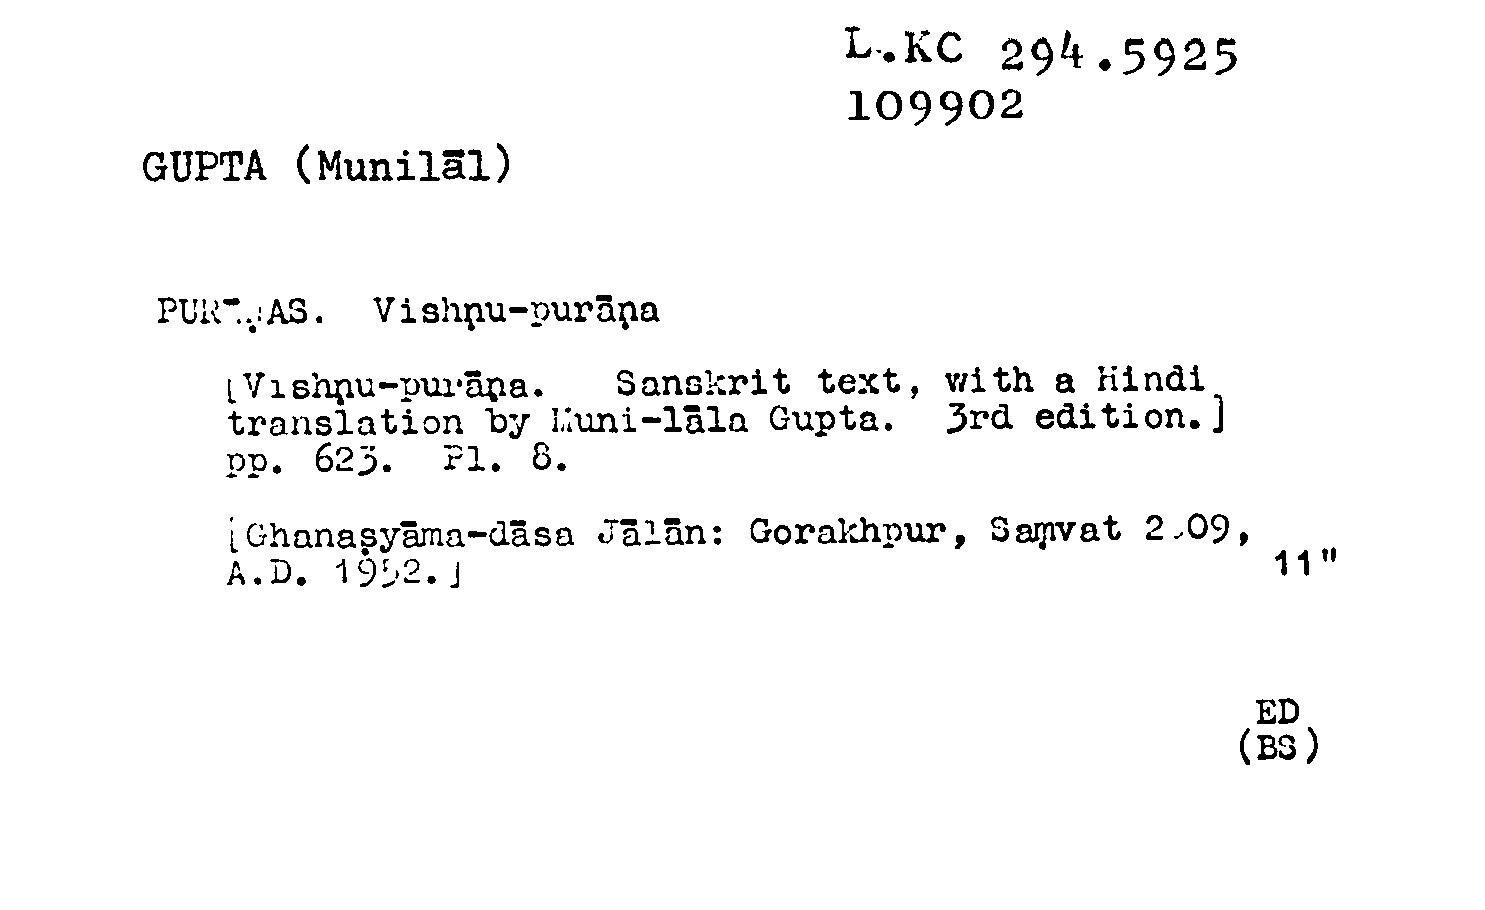 L.KC 294.5925
109902
GUPTA (Munilāl)
PURĀṆAS. Vishṇu-purāṇa
[Vishṇu-purāṇa. Sanskrit text, with a Hindi
translation by Muni-lāla Gupta. 3rd edition.]
pp. 623. Pl. 8.
[Ghanaṣyāma-dāsa Jālān: Gorakhpur, Saṃvat 2009,
A.D. 1952.]
11"
ED
(BS)